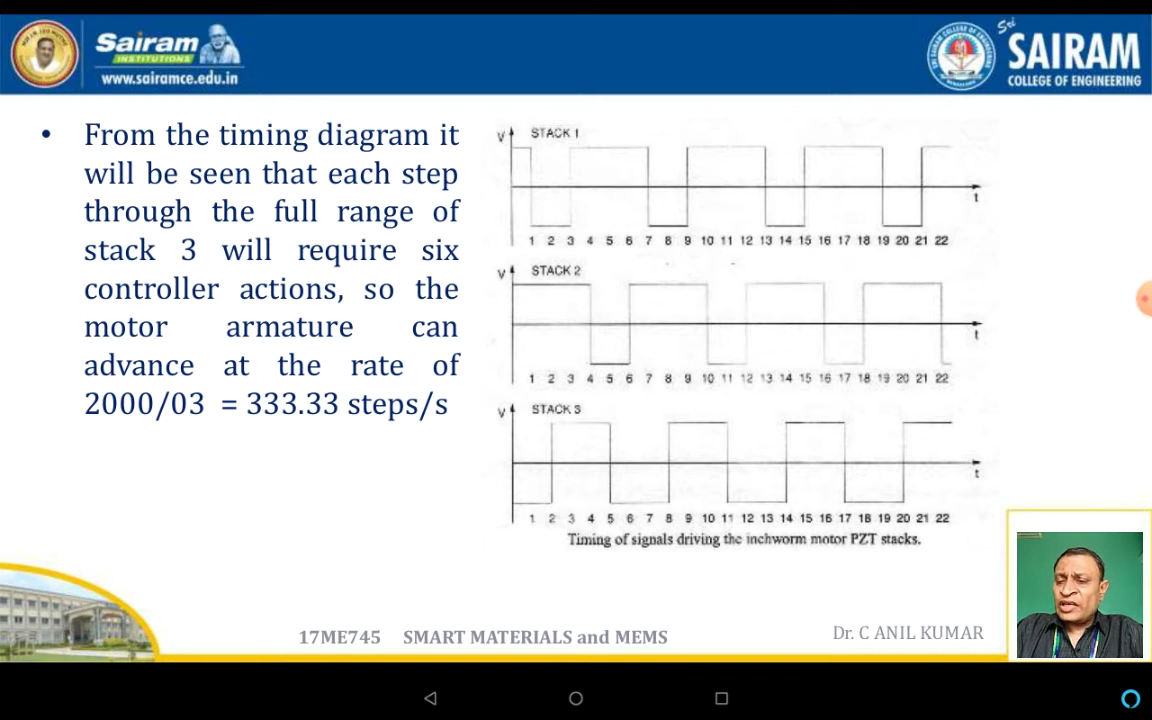 Sairam
INSTITUTIONS
www.sairamce.edu.in
Sri
SAIRAM
COLLEGE OF ENGINEERING
• From the timing diagram it
will be seen that each step
through the full range of
stack 3 will require six
controller actions, so the
motor armature can
advance at the rate of
2000/03 = 333.33 steps/s
V STACK 1
t
1 2 3 4 5 6 7 8 9 10 11 12 13 14 15 16 17 18 19 20 21 22
V STACK 2
t
1 2 3 4 5 6 7 8 9 10 11 12 13 14 15 16 17 18 19 20 21 22
V STACK 3
t
1 2 3 4 5 6 7 8 9 10 11 12 13 14 15 16 17 18 19 20 21 22
Timing of signals driving the inchworm motor PZT stacks.
17ME745 SMART MATERIALS and MEMS
Dr. C ANIL KUMAR